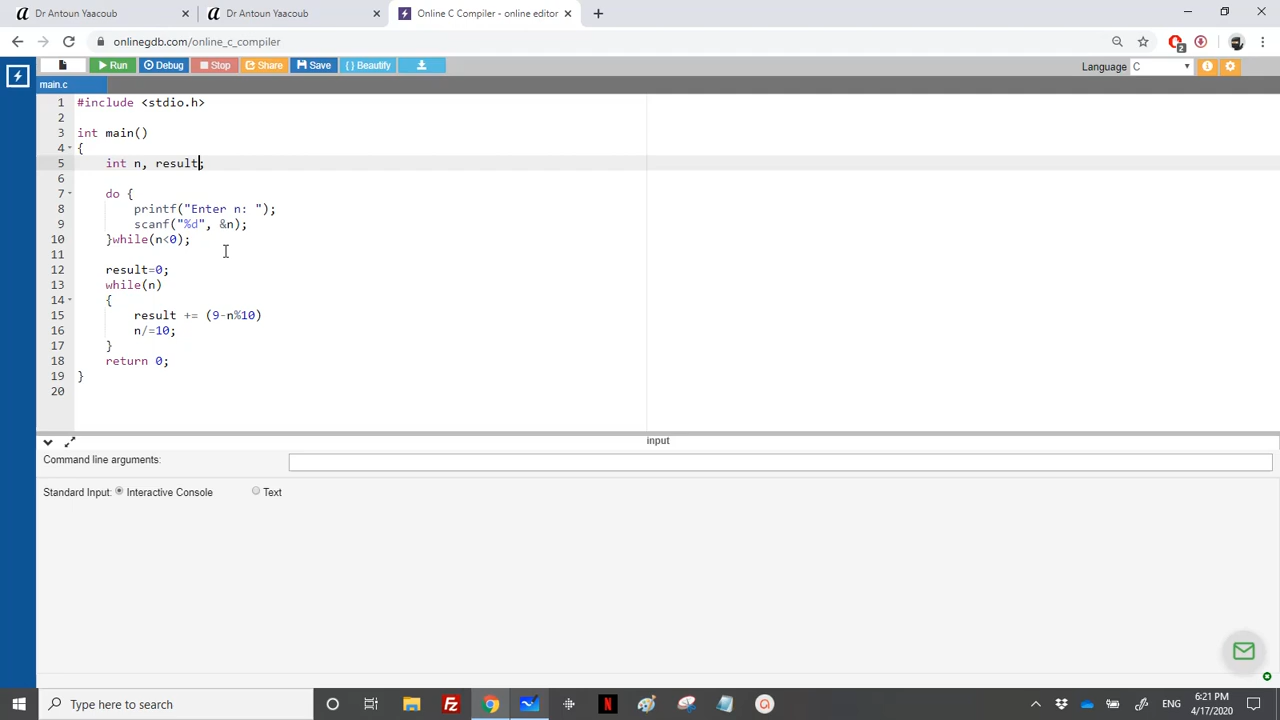 Dr Antoun Yaacoub
Dr Antoun Yaacoub
Online C Compiler - online editor
onlinegdb.com/online_c_compiler
2
Run
Debug
Stop
Share
Save
{ } Beautify
Language C
main.c
1 #include <stdio.h>
2
3 int main()
4 {
5 int n, result;
6
7 do {
8 printf("Enter n: ");
9 scanf("%d", &n);
10 }while(n<0);
11
12 result=0;
13 while(n)
14 {
15 result += (9-n%10)
16 n/=10;
17 }
18 return 0;
19 }
20
input
Command line arguments:
Standard Input: Interactive Console Text
Type here to search
N
ENG
6:21 PM
4/17/2020